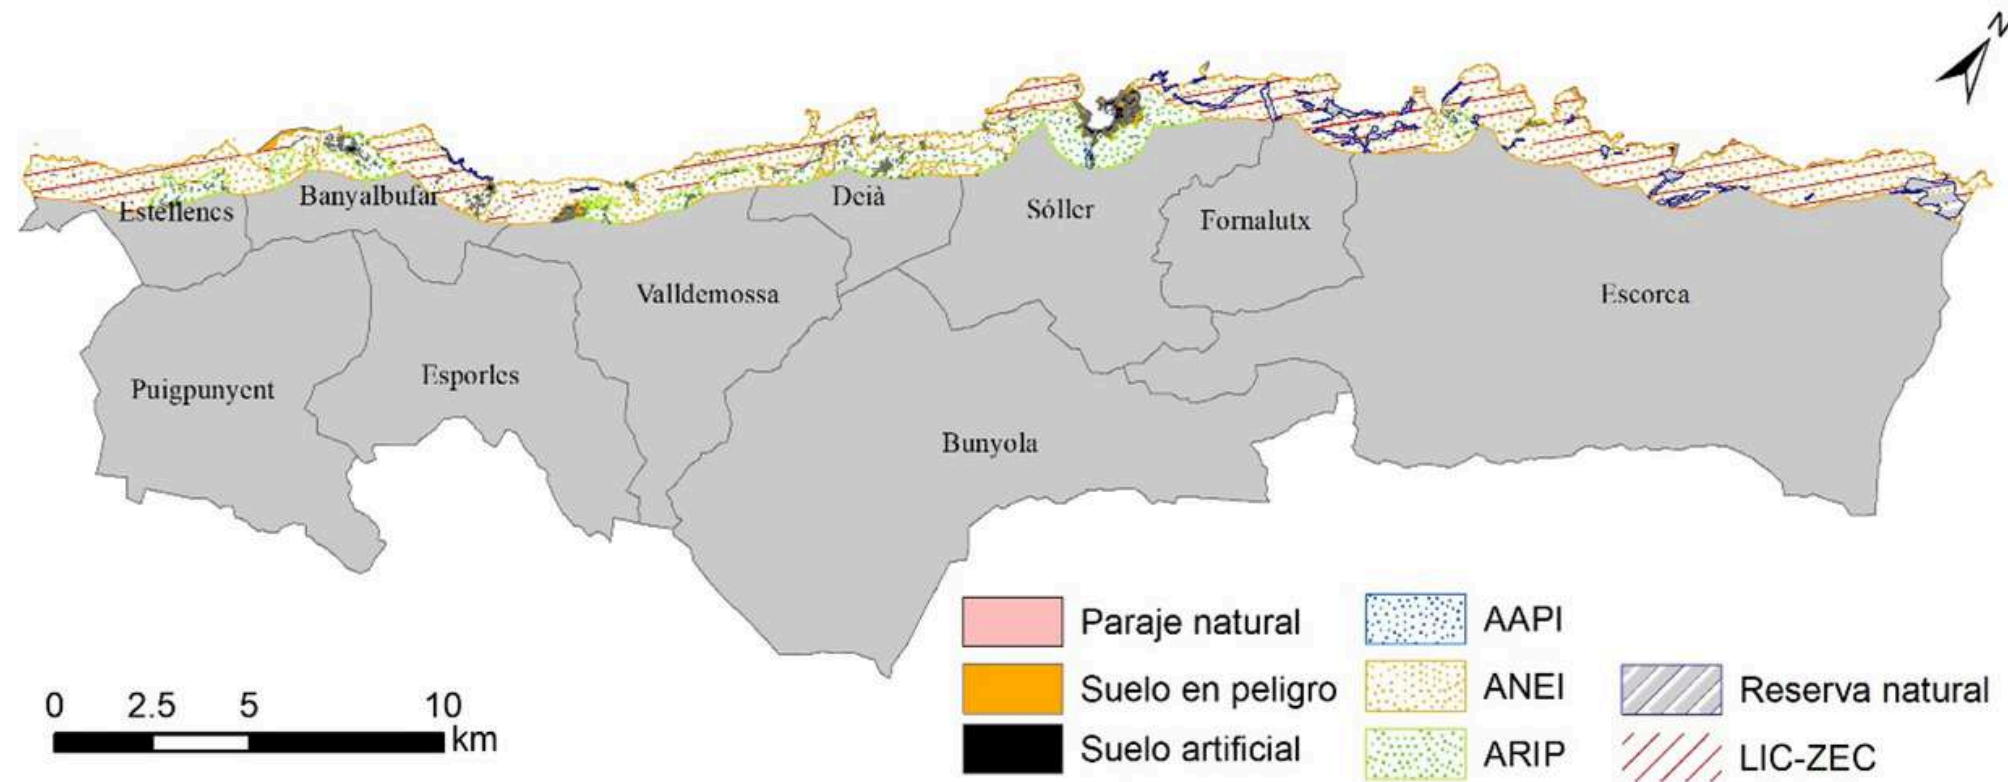 N
Estellencs
Banyalbufar
Deià
Sóller
Fornalutx
Valldemossa
Escorca
Puigpunyent
Esporles
Bunyola
Paraje natural
Suelo en peligro
Suelo artificial
AAPI
ANEI
ARIP
Reserva natural
LIC-ZEC
0 2.5 5 10
km